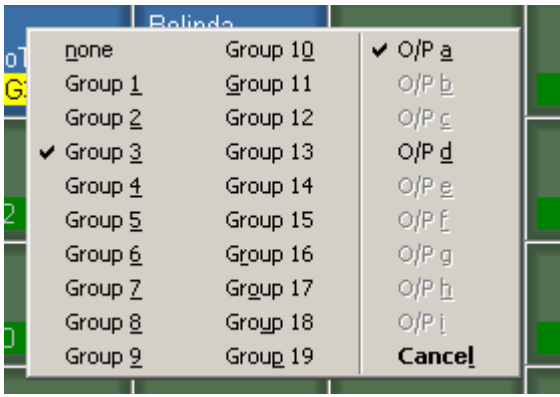 Belinda
none
Group 1
Group 2
Group 3
Group 4
Group 5
Group 6
Group 7
Group 8
Group 9
Group 10
Group 11
Group 12
Group 13
Group 14
Group 15
Group 16
Group 17
Group 18
Group 19
O/P a
O/P b
O/P c
O/P d
O/P e
O/P f
O/P g
O/P h
O/P i
Cancel